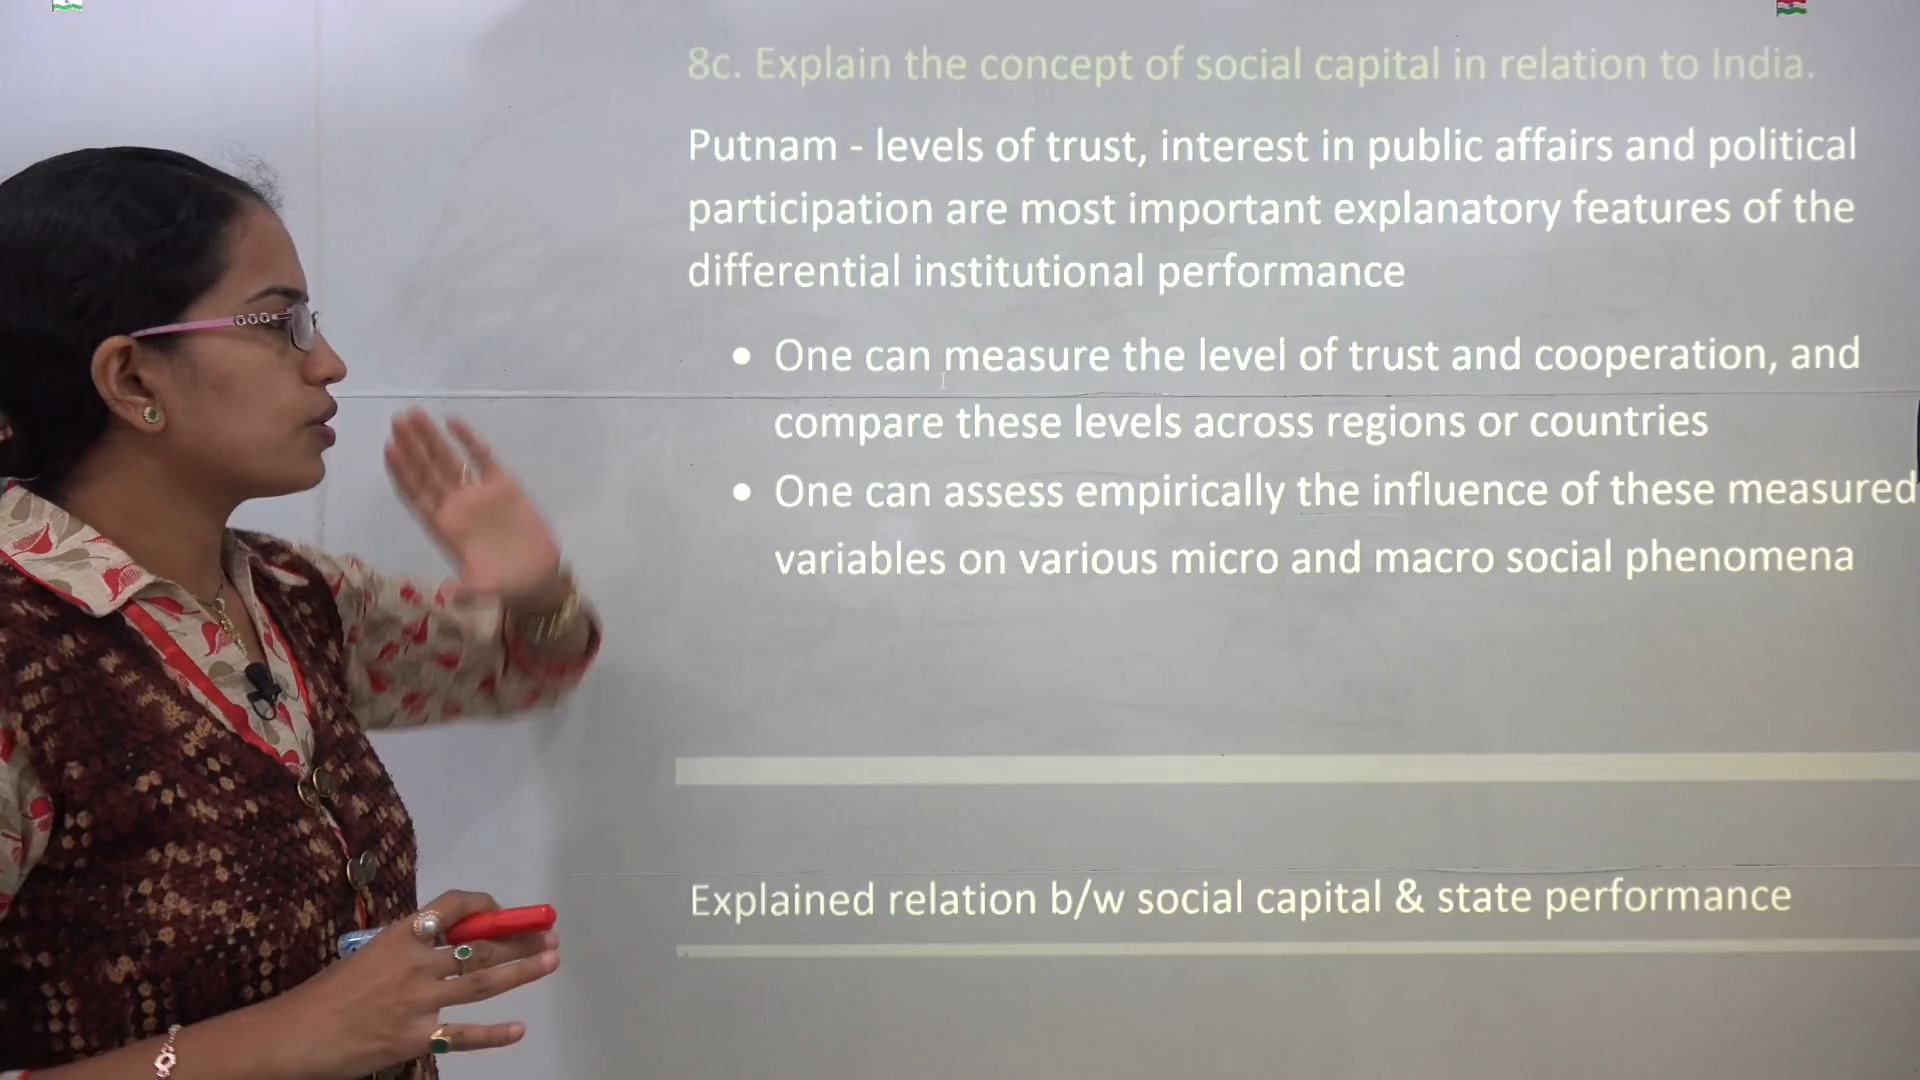 8c. Explain the concept of social capital in relation to India.
Putnam - levels of trust, interest in public affairs and political
participation are most important explanatory features of the
differential institutional performance
• One can measure the level of trust and cooperation, and
compare these levels across regions or countries
• One can assess empirically the influence of these measured
variables on various micro and macro social phenomena
Explained relation b/w social capital & state performance